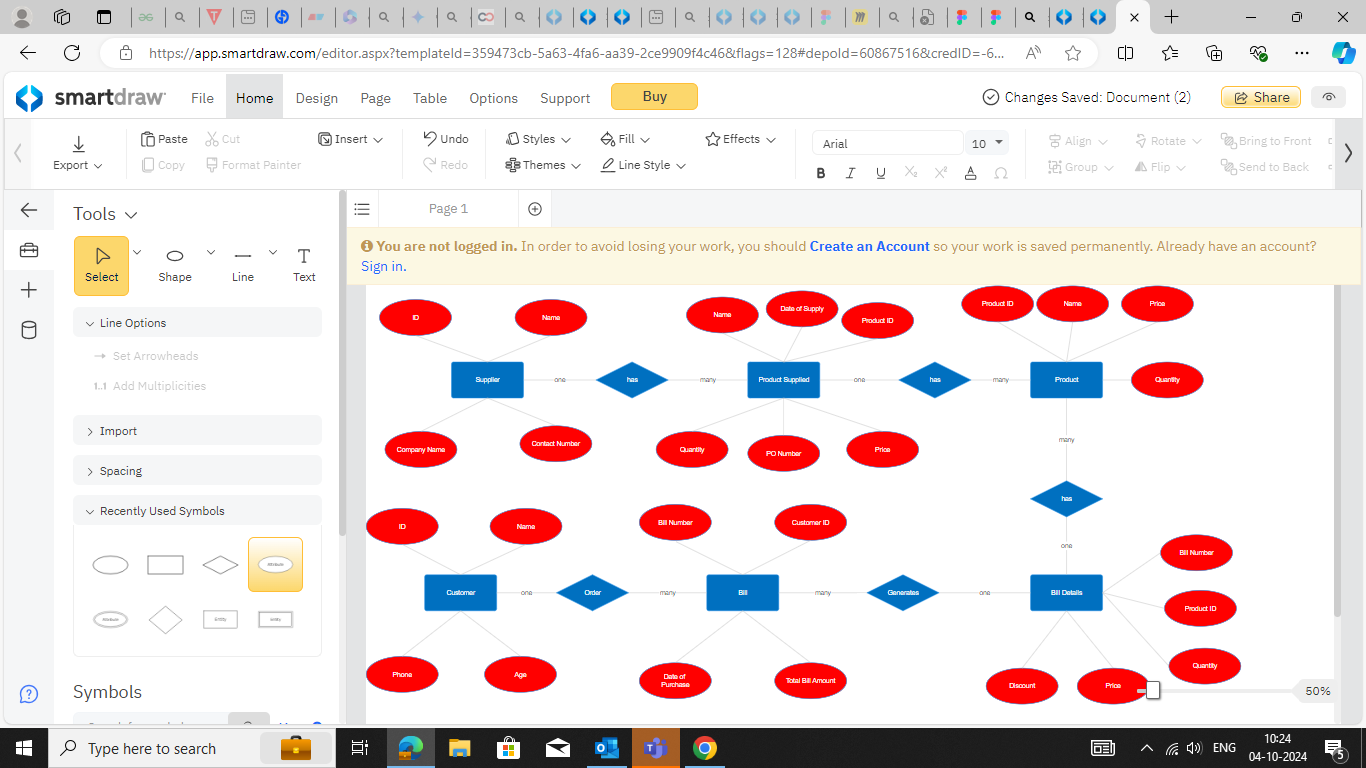 https://app.smartdraw.com/editor.aspx?templateId=359473cb-5a63-4fa6-aa39-2ce9909f4c46&flags=128#depoId=60867516&credID=-6...
smartdraw
File Home Design Page Table Options Support Buy
Changes Saved: Document (2)
Share
Export
Paste Cut Insert Undo Styles Fill Effects
Copy Format Painter Redo Themes Line Style
Arial 10
B I U
Align Rotate Bring to Front
Group Flip Send to Back
Tools
Select Shape Line Text
Line Options
Set Arrowheads
1..1 Add Multiplicities
Import
Spacing
Recently Used Symbols
Attribute
Attribute Entity Entity
Symbols
Page 1
You are not logged in. In order to avoid losing your work, you should Create an Account so your work is saved permanently. Already have an account?
Sign in.
ID Name Name Date of Supply Product ID Product ID Name Price
Supplier one has many Product Supplied one has many Product Quantity
Company Name Contact Number Quantity PO Number Price many
has
ID Name Bill Number Customer ID one Bill Number
Customer one Order many Bill many Generates one Bill Details
Product ID
Quantity
Phone Age Date of
Purchase
Total Bill Amount Discount Price
50%
Type here to search
ENG
10:24
04-10-2024
5